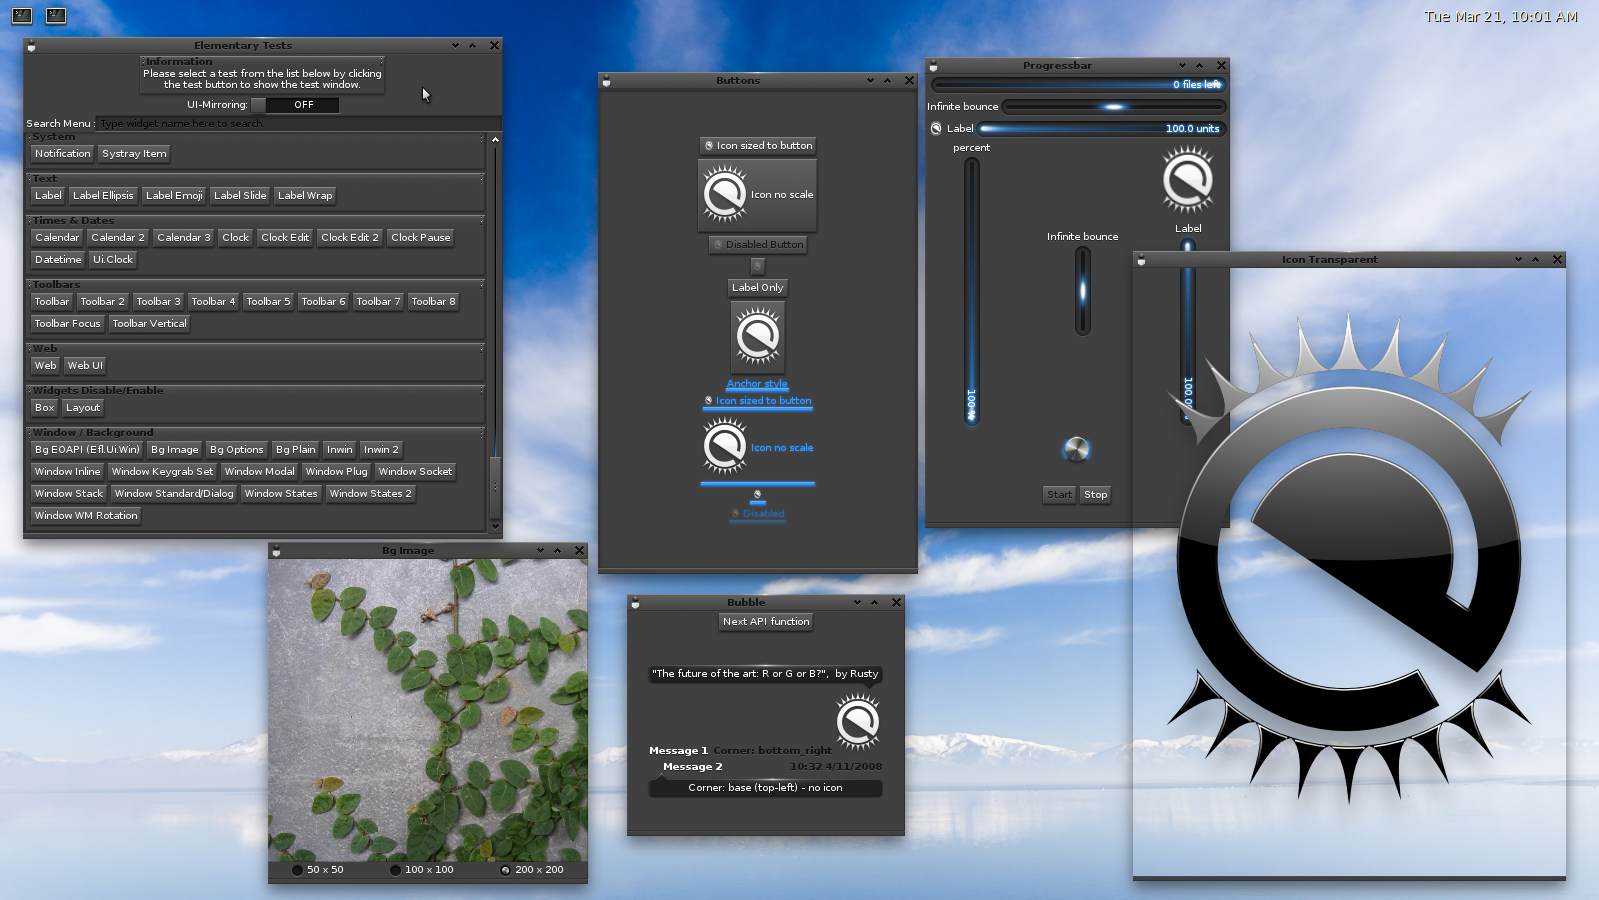 Tue Mar 21, 10:01 AM
Elementary Tests
Information
Please select a test from the list below by clicking
the test button to show the test window.
UI-Mirroring: OFF
Search Menu : Type widget name here to search.
System
Notification Systray Item
Text
Label Label Ellipsis Label Emoji Label Slide Label Wrap
Times & Dates
Calendar Calendar 2 Calendar 3 Clock Clock Edit Clock Edit 2 Clock Pause
Datetime Ui.Clock
Toolbars
Toolbar Toolbar 2 Toolbar 3 Toolbar 4 Toolbar 5 Toolbar 6 Toolbar 7 Toolbar 8
Toolbar Focus Toolbar Vertical
Web
Web Web UI
Widgets Disable/Enable
Box Layout
Window / Background
Bg EOAPI (Efl.Ui.Win) Bg Image Bg Options Bg Plain Inwin Inwin 2
Window Inline Window Keygrab Set Window Modal Window Plug Window Socket
Window Stack Window Standard/Dialog Window States Window States 2
Window WM Rotation
Bg Image
50 x 50 100 x 100 200 x 200
Buttons
Icon sized to button
Icon no scale
Disabled Button
Label Only
Anchor style
Icon sized to button
Icon no scale
Disabled
Bubble
Next API function
"The future of the art: R or G or B?", by Rusty
Message 1 Corner: bottom_right
Message 2 10:32 4/11/2008
Corner: base (top-left) - no icon
Progressbar
0 files left
Infinite bounce
Label 100.0 units
percent
100%
Infinite bounce
Label
Start Stop
Icon Transparent